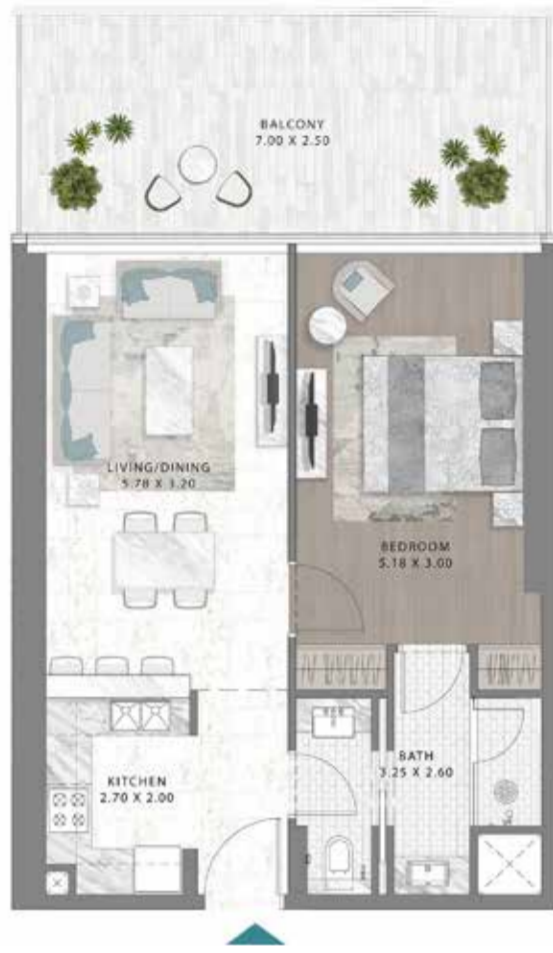 BALCONY
7.00 X 2.50
LIVING/DINING
5.78 X 3.20
BEDROOM
5.18 X 3.00
KITCHEN
2.70 X 2.00
BATH
3.25 X 2.60